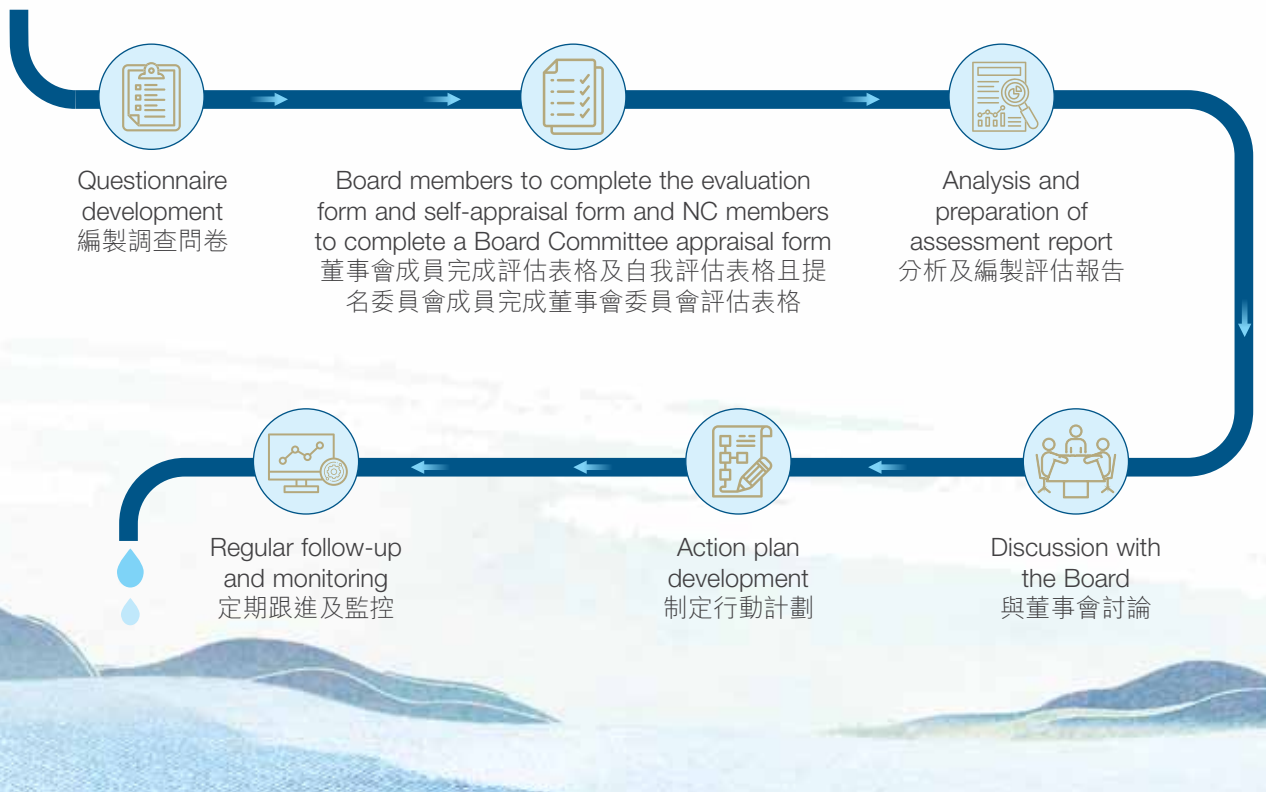 Questionnaire
development
編製調查問卷
Board members to complete the evaluation
form and self-appraisal form and NC members
to complete a Board Committee appraisal form
董事會成員完成評估表格及自我評估表格且提
名委員會成員完成董事會委員會評估表格
Analysis and
preparation of
assessment report
分析及編製評估報告
Discussion with
the Board
與董事會討論
Action plan
development
制定行動計劃
Regular follow-up
and monitoring
定期跟進及監控